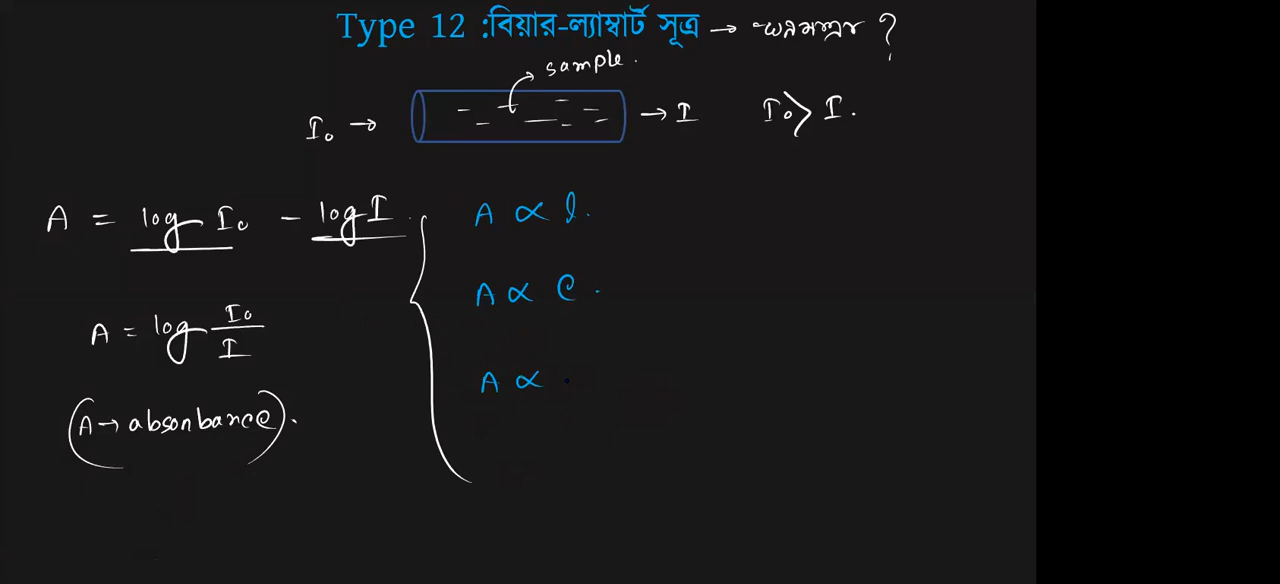 Type 12 :বিয়ার-ল্যাম্বার্ট সূত্র → ?
sample.
I₀ → → I I₀ > I.
A = log I₀ - log I
A ∝ l.
A ∝ C.
A = log I₀/I
A ∝
(A → absorbance).